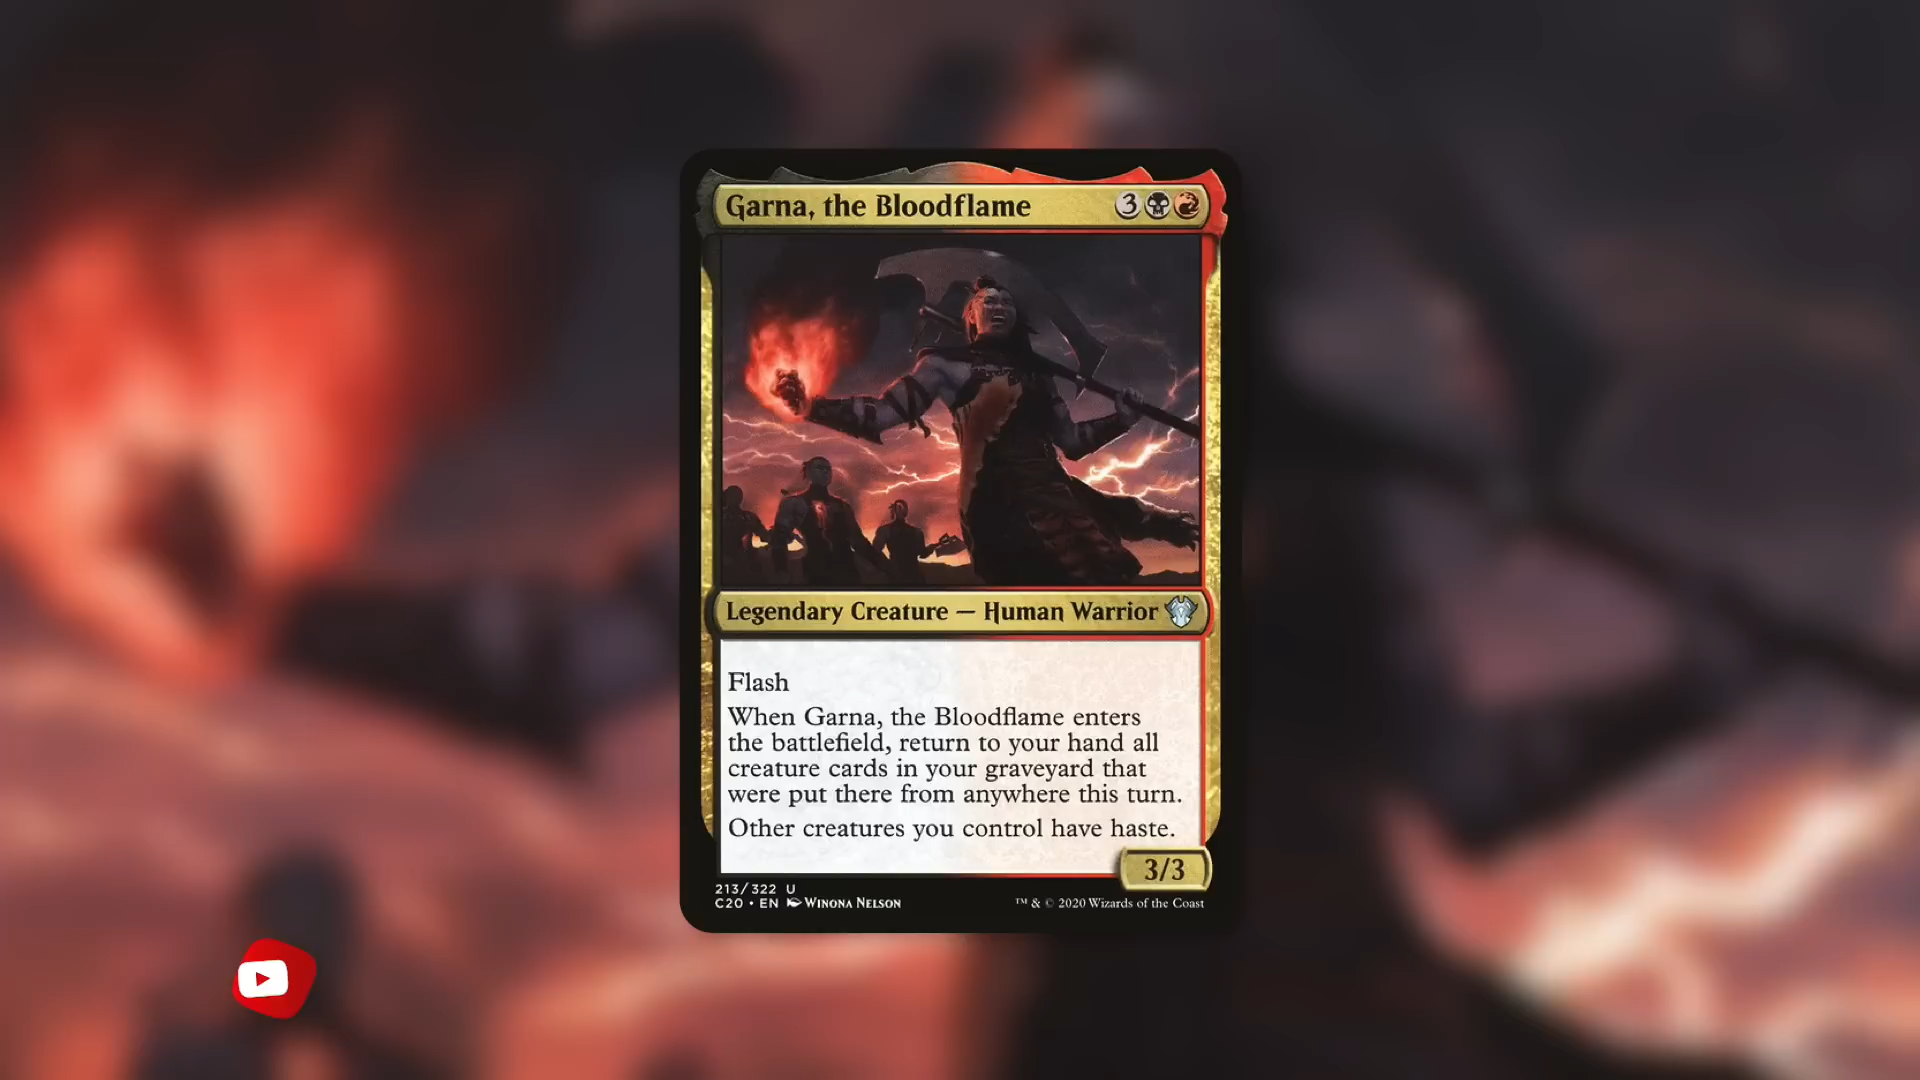 Garna, the Bloodflame 3
Legendary Creature — Human Warrior
Flash
When Garna, the Bloodflame enters
the battlefield, return to your hand all
creature cards in your graveyard that
were put there from anywhere this turn.
Other creatures you control have haste.
3/3
213/322 U
C20 • EN Winona Nelson
™ & © 2020 Wizards of the Coast